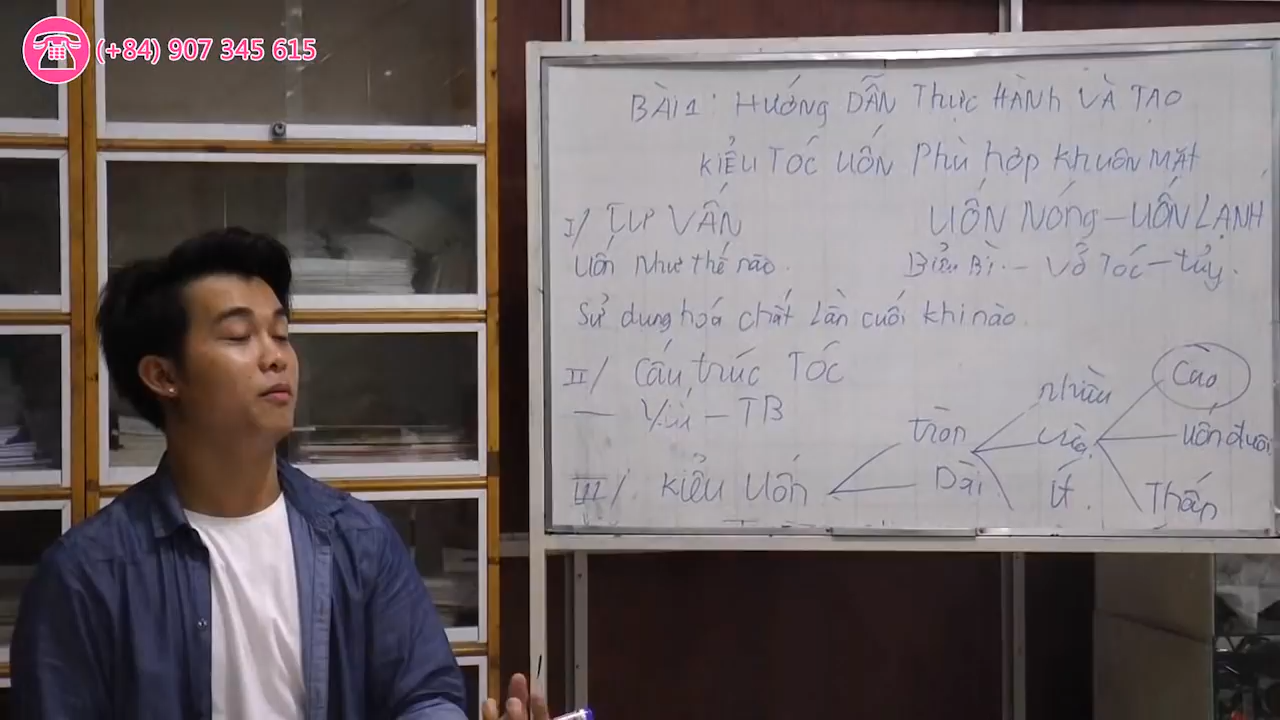 (+84) 907 345 615
BÀI 1: HƯỚNG DẪN THỰC HÀNH VÀ TẠO
KIỂU TÓC UỐN PHÙ HỢP KHUÔN MẶT
I/ TƯ VẤN
UỐN NÓNG - UỐN LẠNH
Uốn như thế nào.
Biểu Bì. - Vỏ Tóc - tủy.
Sử dụng hóa chất lần cuối khi nào.
II/ Cấu trúc TÓC
— Yếu - TB
III/ KIỂU UỐN
tròn
Dài
nhiều
vừa.
ít.
Cao
uốn đuôi
Thấp